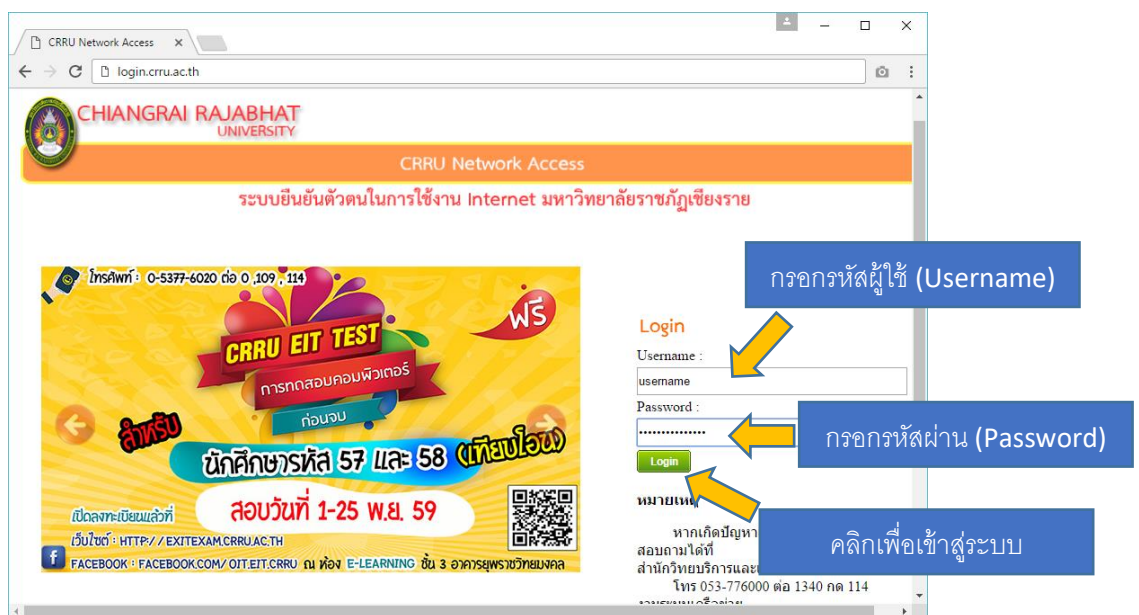 CRRU Network Access
login.crru.ac.th
CHIANGRAI RAJABHAT
UNIVERSITY
CRRU Network Access
ระบบยืนยันตัวตนในการใช้งาน Internet มหาวิทยาลัยราชภัฏเชียงราย
โทรศัพท์ : 0-5377-6020 ต่อ 0 ,109 , 114
ฟรี
CRRU EIT TEST
การทดสอบคอมพิวเตอร์
ก่อนจบ
สำหรับ
นักศึกษารหัส 57 และ 58 (เทียบโอน)
สอบวันที่ 1-25 พ.ย. 59
เปิดลงทะเบียนแล้วที่
เว็บไซต์ : HTTP://EXITEXAM.CRRU.AC.TH
FACEBOOK : FACEBOOK.COM/OIT.EIT.CRRU ณ ห้อง E-LEARNING ชั้น 3 อาคารยุพราชวิทยมงคล
กรอกรหัสผู้ใช้ (Username)
Login
Username :
username
Password :
กรอกรหัสผ่าน (Password)
Login
คลิกเพื่อเข้าสู่ระบบ
หากเกิดปัญหา
สอบถามได้ที่
สำนักวิทยบริการและ
โทร 053-776000 ต่อ 1340 กด 114